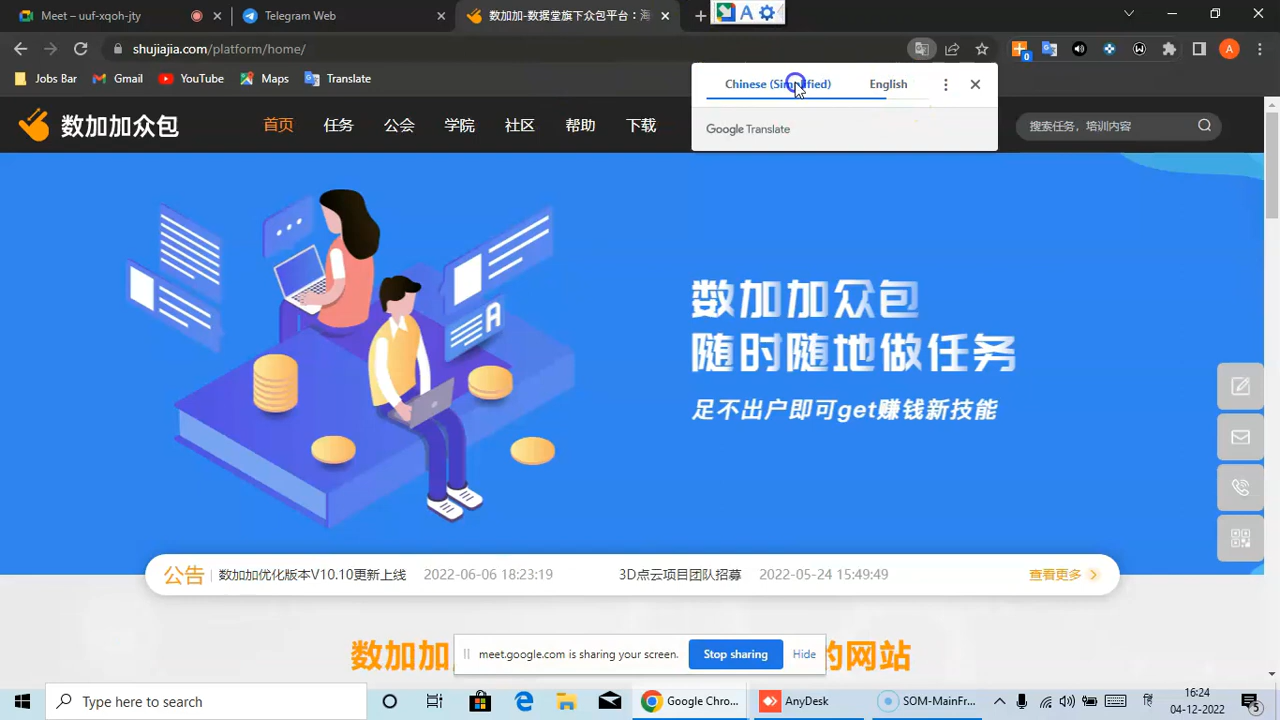 Meet - uxf-xqph-jty
Telegram Web
数加加-数据堂旗下众包平台：海
shujiajia.com/platform/home/
Jobs Bar
Gmail
YouTube
Maps
Translate
Chinese (Simplified)
English
Google Translate
数加加众包
首页
任务
公会
学院
社区
帮助
下载
搜索任务，培训内容
数加加众包
随时随地做任务
足不出户即可get赚钱新技能
A
公告
数加加优化版本V10.10更新上线
2022-06-06 18:23:19
3D点云项目团队招募
2022-05-24 15:49:49
查看更多
数加加
的网站
meet.google.com is sharing your screen.
Stop sharing
Hide
Type here to search
Google Chro...
AnyDesk
SOM-MainFr...
6:29
04-12-2022
5